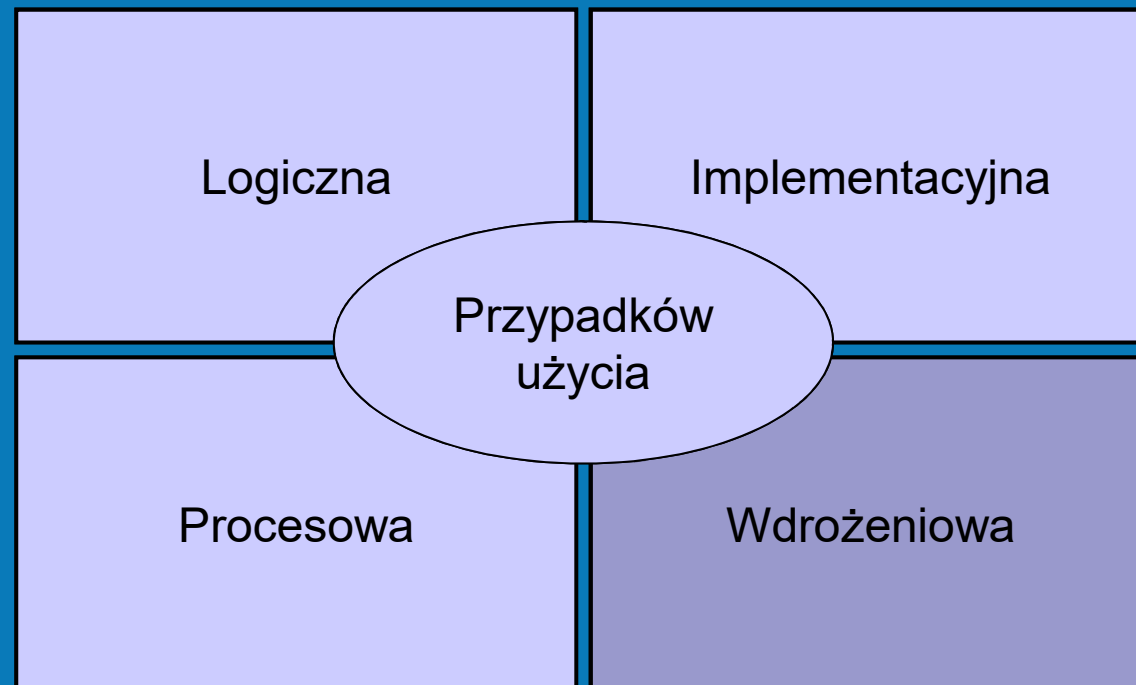 Logiczna
Implementacyjna
Przypadków
użycia
Procesowa
Wdrożeniowa